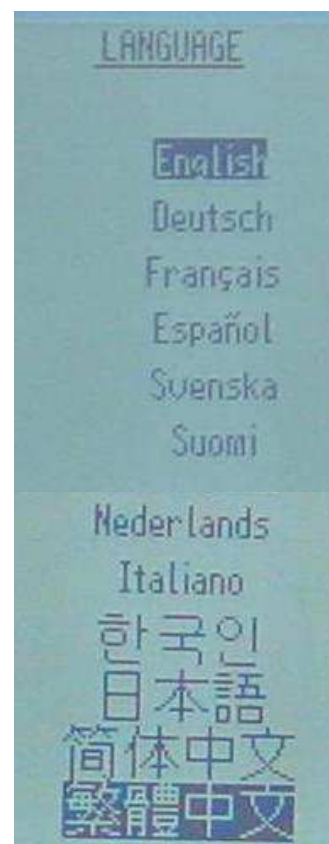 LANGUAGE
English
Deutsch
Français
Español
Svenska
Suomi
Nederlands
Italiano
한국인
日本語
简体中文
繁體中文